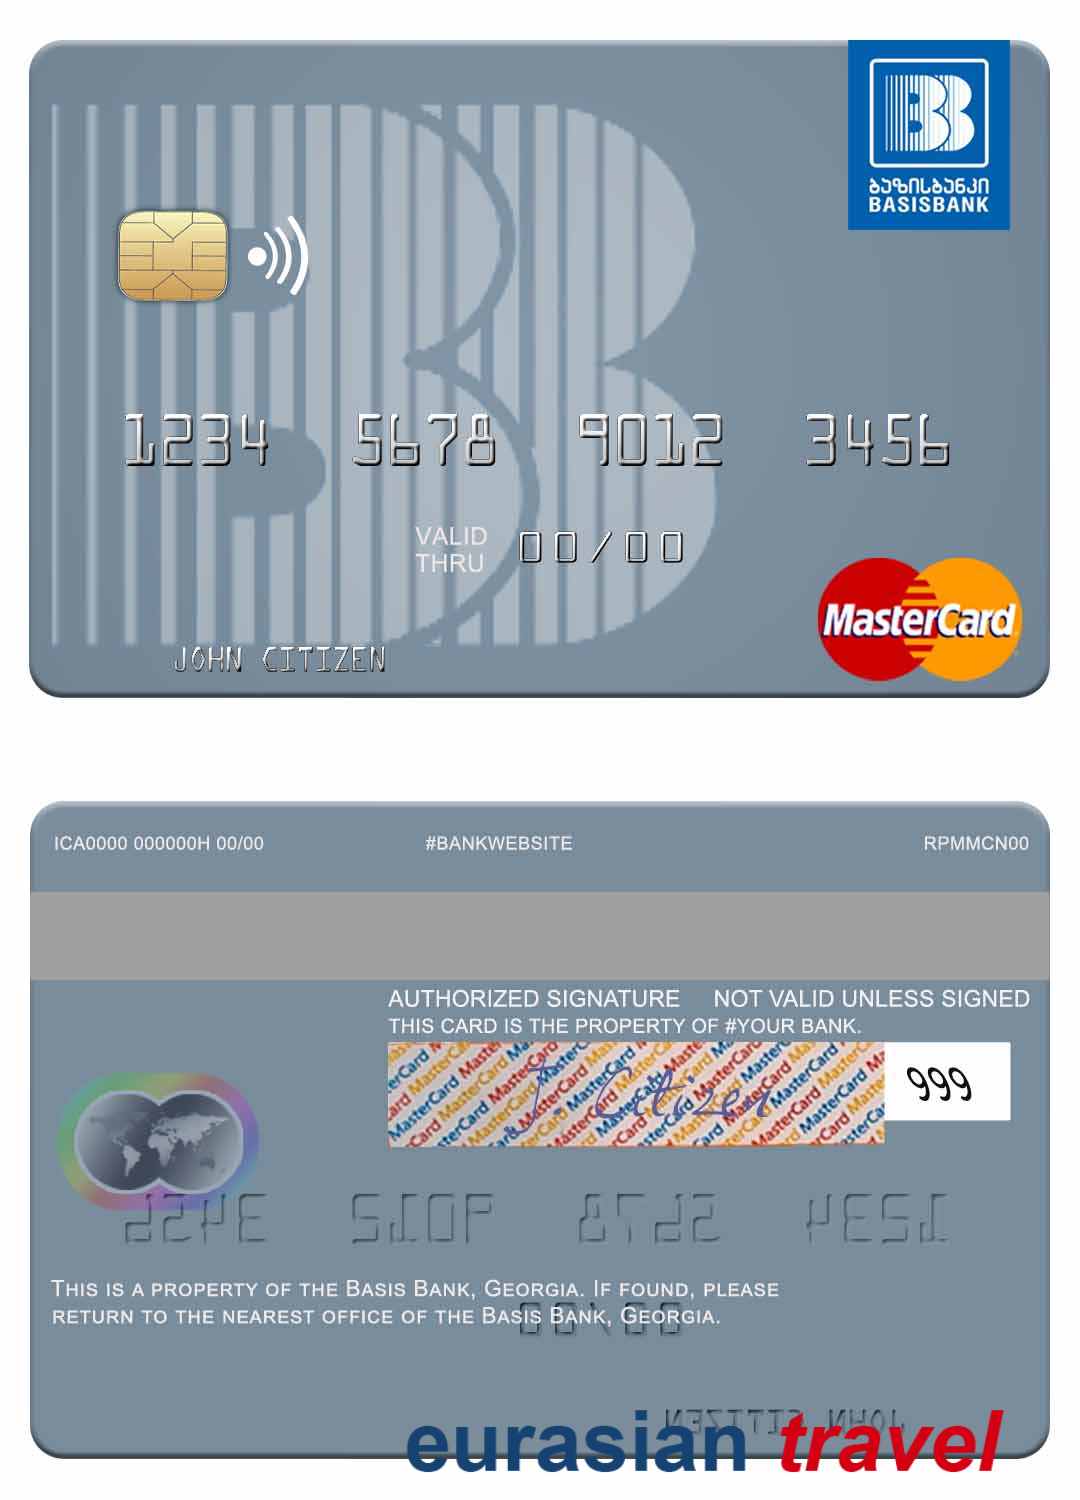 ბაზისბანკი
BASISBANK
1234 5678 9012 3456
VALID
THRU 00/00
MasterCard
JOHN CITIZEN
ICA0000 000000H 00/00 #BANKWEBSITE RPMMCN00
AUTHORIZED SIGNATURE NOT VALID UNLESS SIGNED
THIS CARD IS THE PROPERTY OF #YOUR BANK.
J. Citizen 999
THIS IS A PROPERTY OF THE BASIS BANK, GEORGIA. IF FOUND, PLEASE
RETURN TO THE NEAREST OFFICE OF THE BASIS BANK, GEORGIA.
eurasian travel